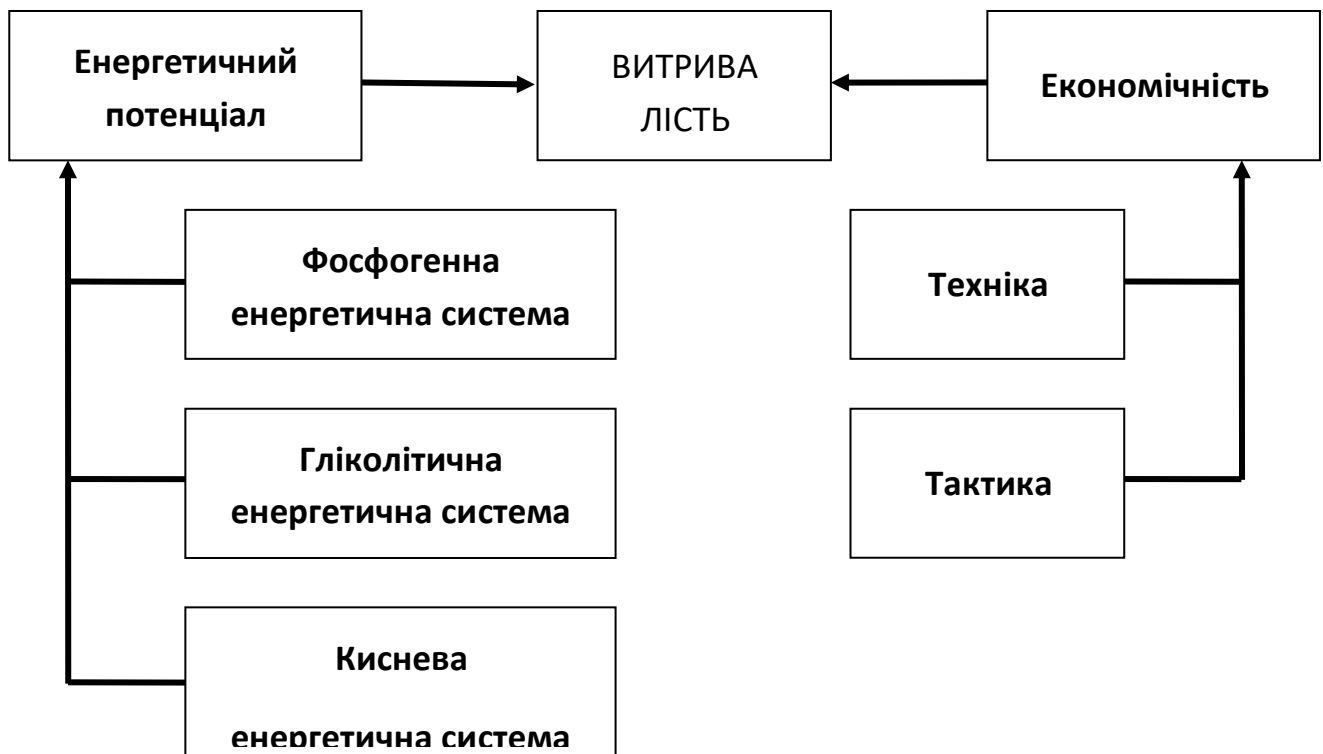 Енергетичний
потенціал
ВИТРИВА
ЛІСТЬ
Економічність
Фосфогенна
енергетична система
Техніка
Гліколітична
енергетична система
Тактика
Киснева
енергетична система